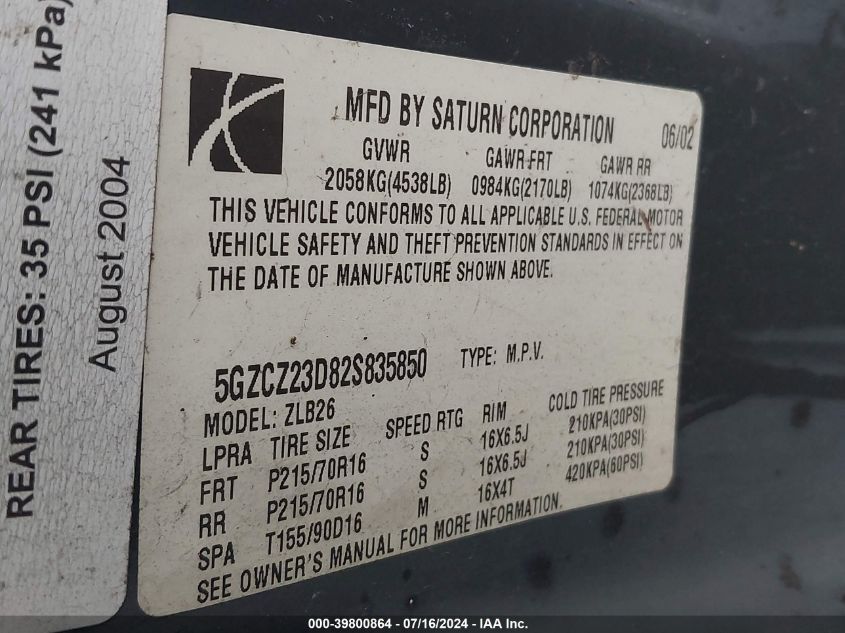 REAR TIRES: 35 PSI (241 kPa)
August 2004
MFD BY SATURN CORPORATION 06/02
GVWR GAWR FRT GAWR RR
2058KG(4538LB) 0984KG(2170LB) 1074KG(2368LB)
THIS VEHICLE CONFORMS TO ALL APPLICABLE U.S. FEDERAL MOTOR
VEHICLE SAFETY AND THEFT PREVENTION STANDARDS IN EFFECT ON
THE DATE OF MANUFACTURE SHOWN ABOVE.
5GZCZ23D82S835850 TYPE: M.P.V.
MODEL: ZLB26
LPRA TIRE SIZE SPEED RTG RIM COLD TIRE PRESSURE
FRT P215/70R16 S 16X6.5J 210KPA(30PSI)
RR P215/70R16 S 16X6.5J 210KPA(30PSI)
SPA T155/90D16 M 16X4T 420KPA(60PSI)
SEE OWNER'S MANUAL FOR MORE INFORMATION.
000-39800864 / 07/16/2024 - IAA Inc.